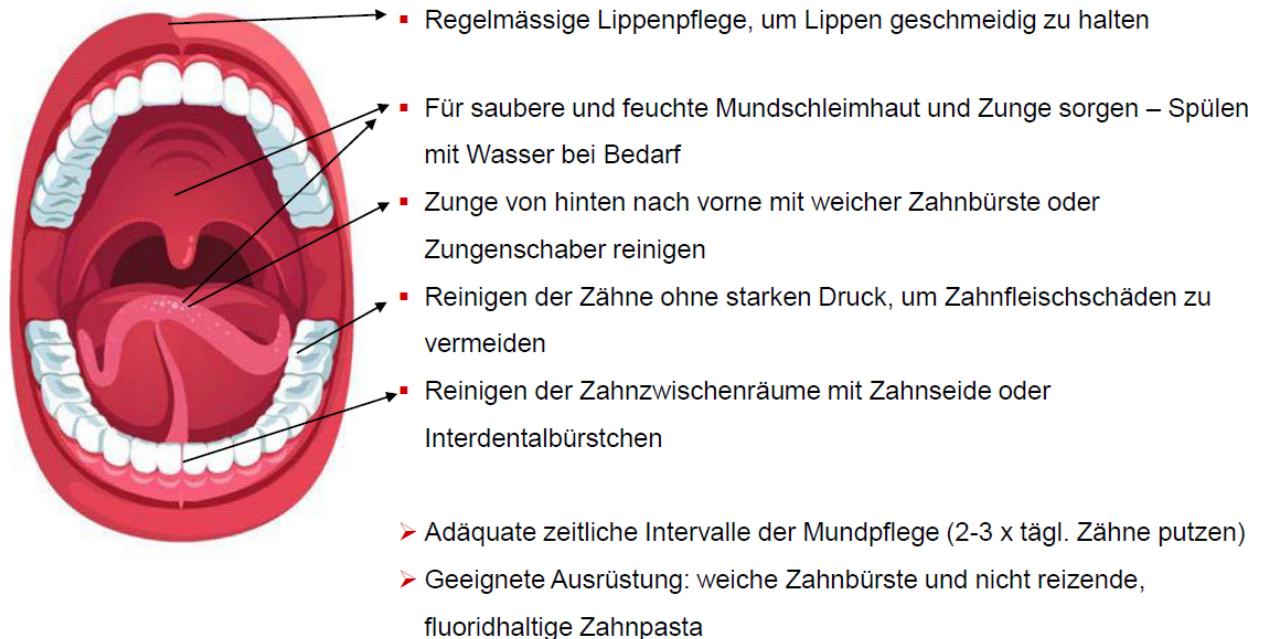 ▪ Regelmässige Lippenpflege, um Lippen geschmeidig zu halten
▪ Für saubere und feuchte Mundschleimhaut und Zunge sorgen – Spülen
mit Wasser bei Bedarf
▪ Zunge von hinten nach vorne mit weicher Zahnbürste oder
Zungenschaber reinigen
▪ Reinigen der Zähne ohne starken Druck, um Zahnfleischschäden zu
vermeiden
▪ Reinigen der Zahnzwischenräume mit Zahnseide oder
Interdentalbürstchen
➢ Adäquate zeitliche Intervalle der Mundpflege (2-3 x tägl. Zähne putzen)
➢ Geeignete Ausrüstung: weiche Zahnbürste und nicht reizende,
fluoridhaltige Zahnpasta